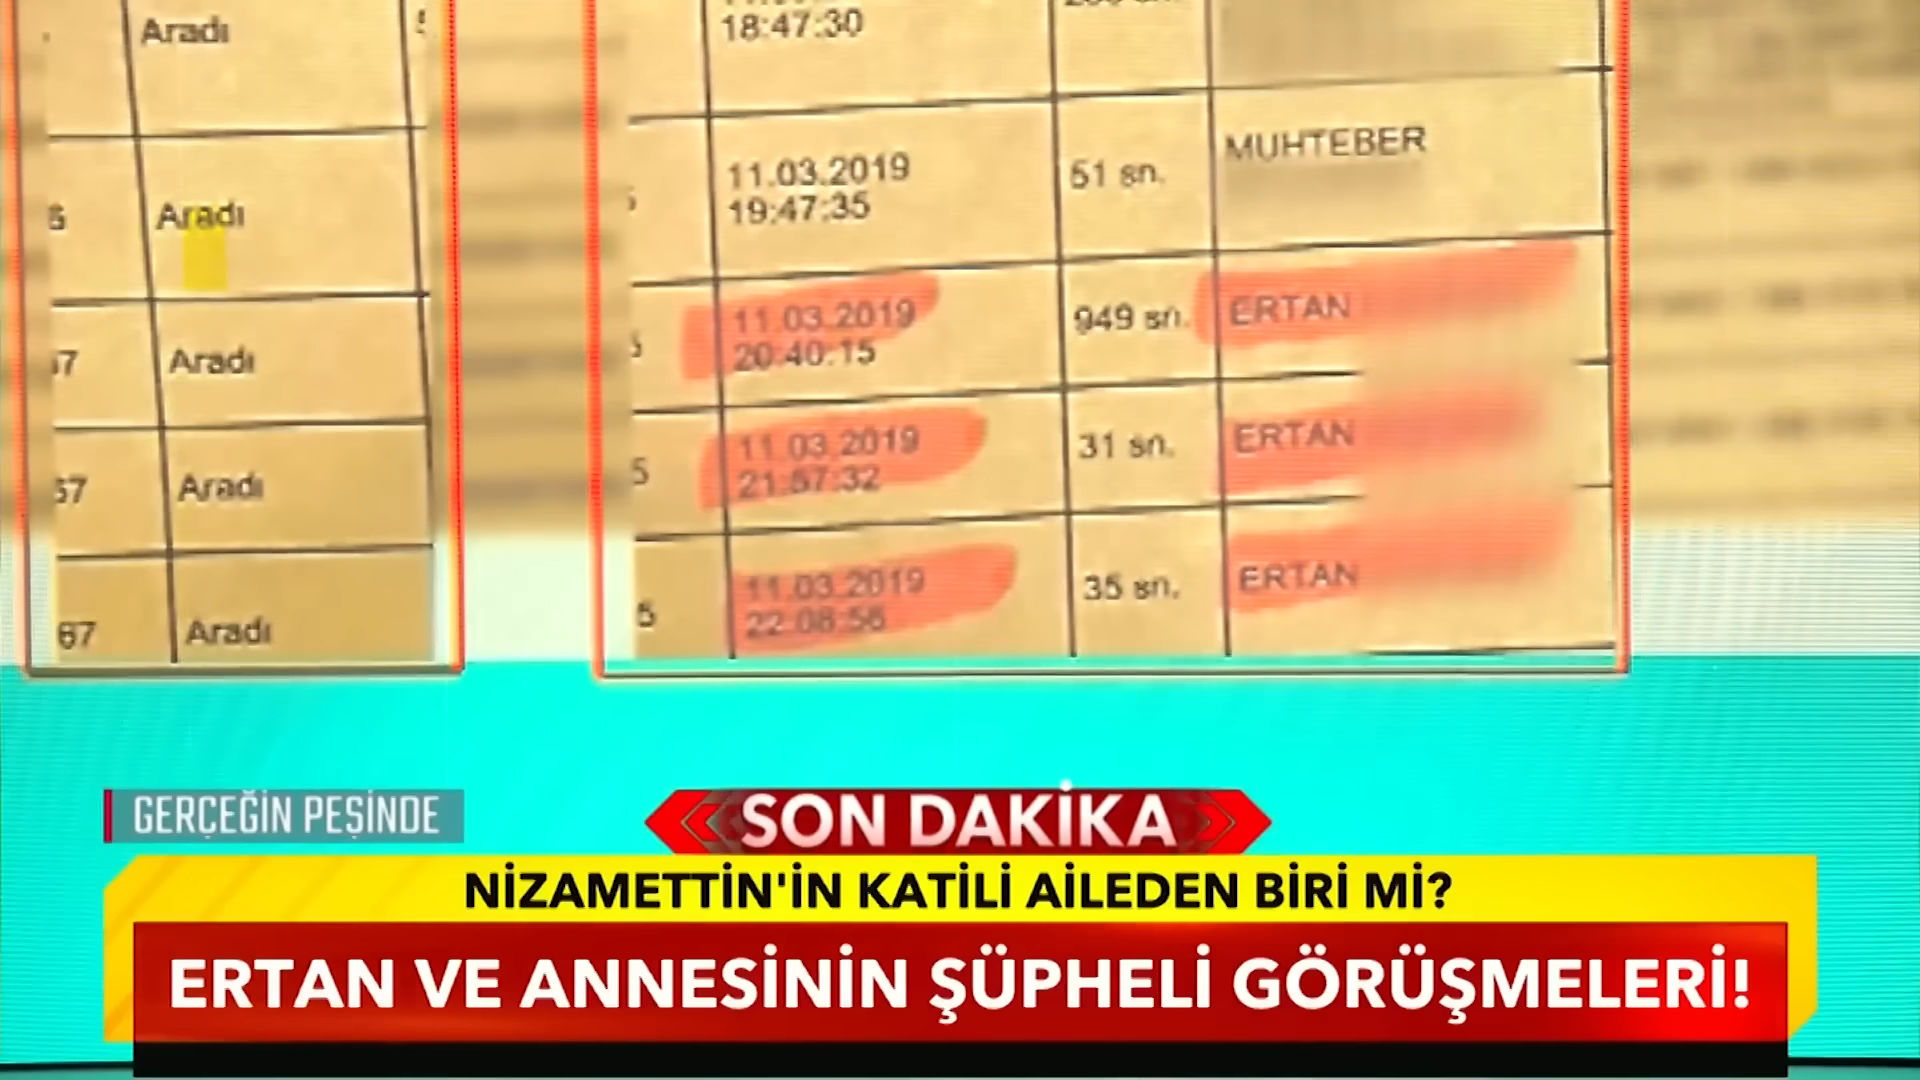 Aradı
18:47:30
11.03.2019
19:47:35
51 sn.
MUHTEBER
Aradı
11.03.2019
20:40:15
949 sn.
ERTAN
67
Aradı
11.03.2019
21:57:32
31 sn.
ERTAN
67
Aradı
11.03.2019
22:08:56
35 sn.
ERTAN
67
Aradı
GERÇEĞİN PEŞİNDE
SON DAKİKA
NİZAMETTİN'İN KATİLİ AİLEDEN BİRİ Mİ?
ERTAN VE ANNESİNİN ŞÜPHELİ GÖRÜŞMELERİ!